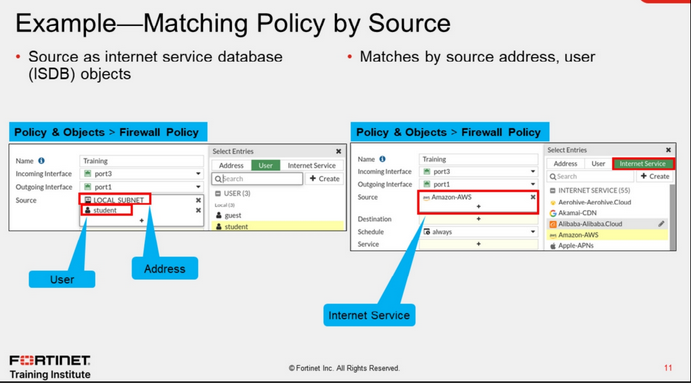 Example—Matching Policy by Source
• Source as internet service database
(ISDB) objects
• Matches by source address, user
Policy & Objects > Firewall Policy
Name
Training
Incoming Interface
port3
Outgoing Interface
port1
Source
LOCAL_SUBNET
student
+
Select Entries
Address
User
Internet Service
Search
+ Create
USER (3)
Local (3)
guest
student
User
Address
Policy & Objects > Firewall Policy
Name
Training
Incoming Interface
port3
Outgoing Interface
port1
Source
Amazon-AWS
+
Destination
+
Schedule
always
Service
+
Select Entries
Address
User
Internet Service
Search
+ Create
INTERNET SERVICE (55)
Aerohive-Aerohive.Cloud
Akamai-CDN
Alibaba-Alibaba.Cloud
Amazon-AWS
Apple-APNs
Internet Service
FORTINET
Training Institute
© Fortinet Inc. All Rights Reserved.
11